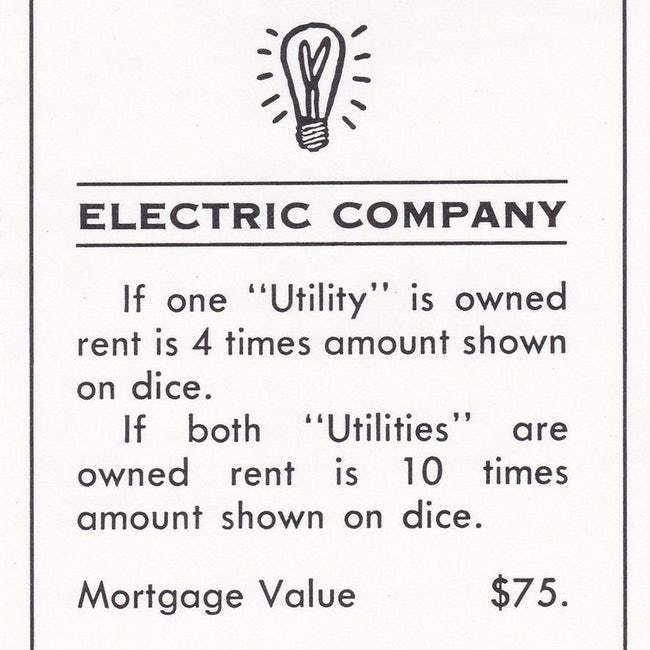 ELECTRIC COMPANY
If one "Utility" is owned
rent is 4 times amount shown
on dice.
If both "Utilities" are
owned rent is 10 times
amount shown on dice.
Mortgage Value $75.